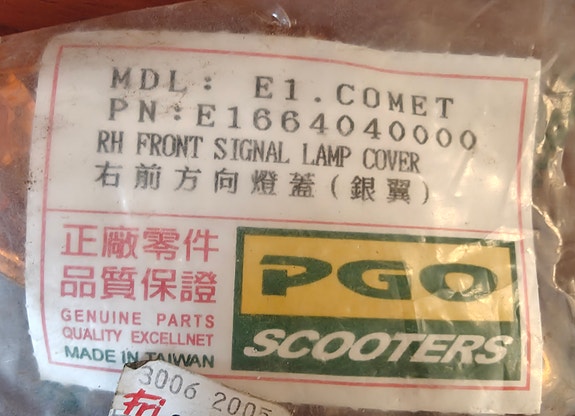 MDL: E1.COMET
PN:E1664040000
RH FRONT SIGNAL LAMP COVER
右前方向燈蓋(銀翼)
正廠零件
品質保證
GENUINE PARTS
QUALITY EXCELLNET
MADE IN TAIWAN
PGO
SCOOTERS
3006 2005